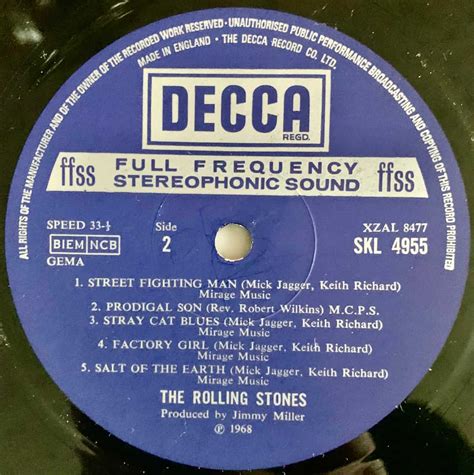 ALL RIGHTS OF THE MANUFACTURER AND OF THE OWNER OF THE RECORDED WORK RESERVED · UNAUTHORISED PUBLIC PERFORMANCE BROADCASTING AND COPYING OF THIS RECORD PROHIBITED
MADE IN ENGLAND · THE DECCA RECORD CO. LTD.
DECCA
REGD.
ffss FULL FREQUENCY ffss
STEREOPHONIC SOUND
SPEED 33-⅓ Side XZAL 8477
BIEM NCB 2 SKL 4955
GEMA
1. STREET FIGHTING MAN (Mick Jagger, Keith Richard)
Mirage Music
2. PRODIGAL SON (Rev. Robert Wilkins) M.C.P.S.
3. STRAY CAT BLUES (Mick Jagger, Keith Richard)
Mirage Music
4. FACTORY GIRL (Mick Jagger, Keith Richard)
Mirage Music
5. SALT OF THE EARTH (Mick Jagger, Keith Richard)
Mirage Music
THE ROLLING STONES
Produced by Jimmy Miller
℗ 1968